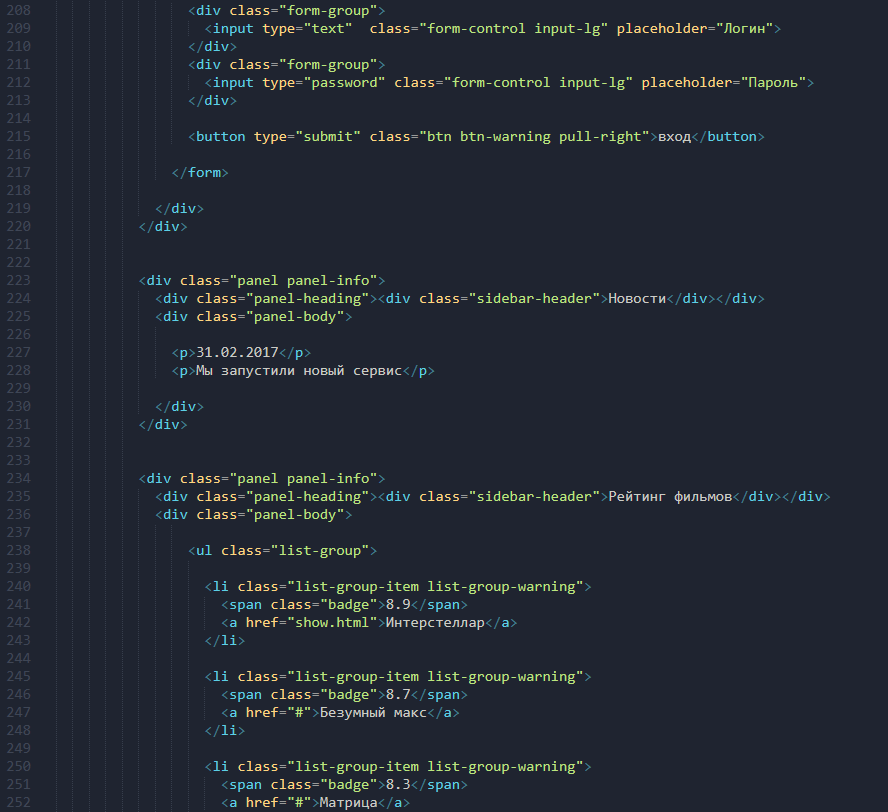 208 <div class="form-group">
209 <input type="text"  class="form-control input-lg" placeholder="Логин">
210 </div>
211 <div class="form-group">
212 <input type="password" class="form-control input-lg" placeholder="Пароль">
213 </div>
214
215 <button type="submit" class="btn btn-warning pull-right">вход</button>
216
217 </form>
218
219 </div>
220 </div>
221
222
223 <div class="panel panel-info">
224 <div class="panel-heading"><div class="sidebar-header">Новости</div></div>
225 <div class="panel-body">
226
227 <p>31.02.2017</p>
228 <p>Мы запустили новый сервис</p>
229
230 </div>
231 </div>
232
233
234 <div class="panel panel-info">
235 <div class="panel-heading"><div class="sidebar-header">Рейтинг фильмов</div></div>
236 <div class="panel-body">
237
238 <ul class="list-group">
239
240 <li class="list-group-item list-group-warning">
241 <span class="badge">8.9</span>
242 <a href="show.html">Интерстеллар</a>
243 </li>
244
245 <li class="list-group-item list-group-warning">
246 <span class="badge">8.7</span>
247 <a href="#">Безумный макс</a>
248 </li>
249
250 <li class="list-group-item list-group-warning">
251 <span class="badge">8.3</span>
252 <a href="#">Матрица</a>